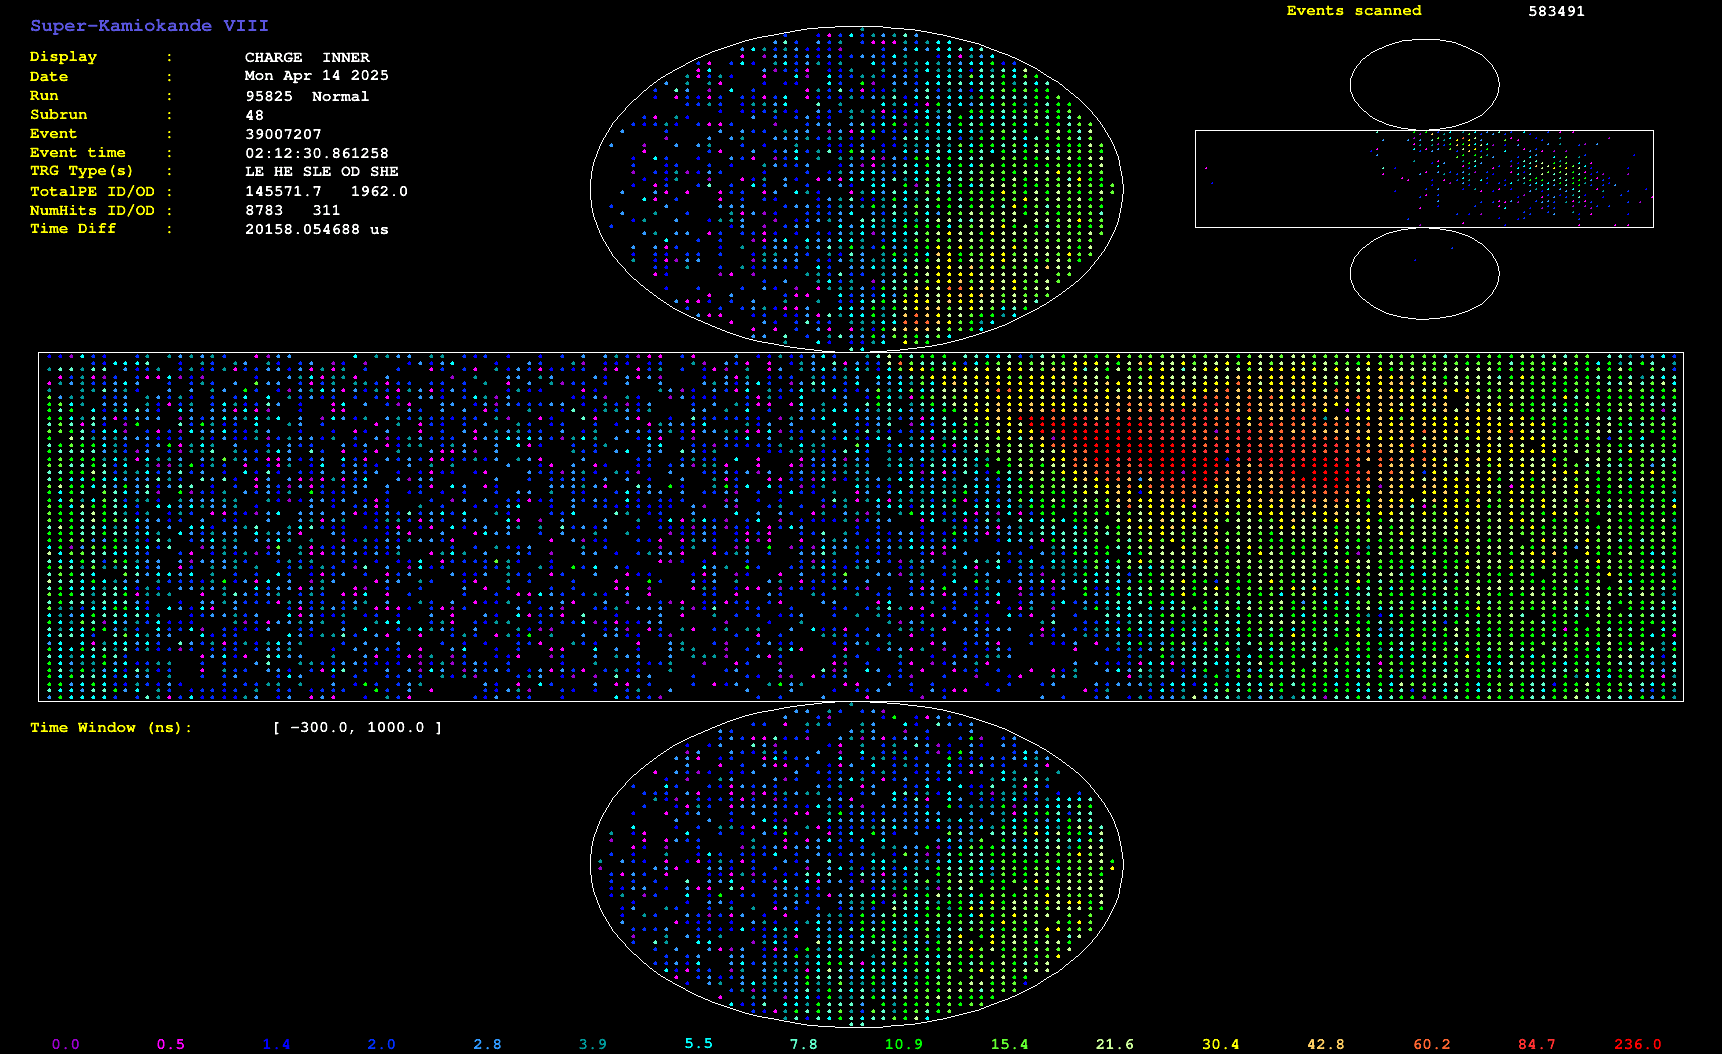 Super-Kamiokande VIII
Events scanned 583491
Display : CHARGE INNER
Date : Mon Apr 14 2025
Run : 95825 Normal
Subrun : 48
Event : 39007207
Event time : 02:12:30.861258
TRG Type(s) : LE HE SLE OD SHE
TotalPE ID/OD : 145571.7 1962.0
NumHits ID/OD : 8783 311
Time Diff : 20158.054688 us
Time Window (ns): [ -300.0, 1000.0 ]
0.0 0.5 1.4 2.0 2.8 3.9 5.5 7.8 10.9 15.4 21.6 30.4 42.8 60.2 84.7 236.0